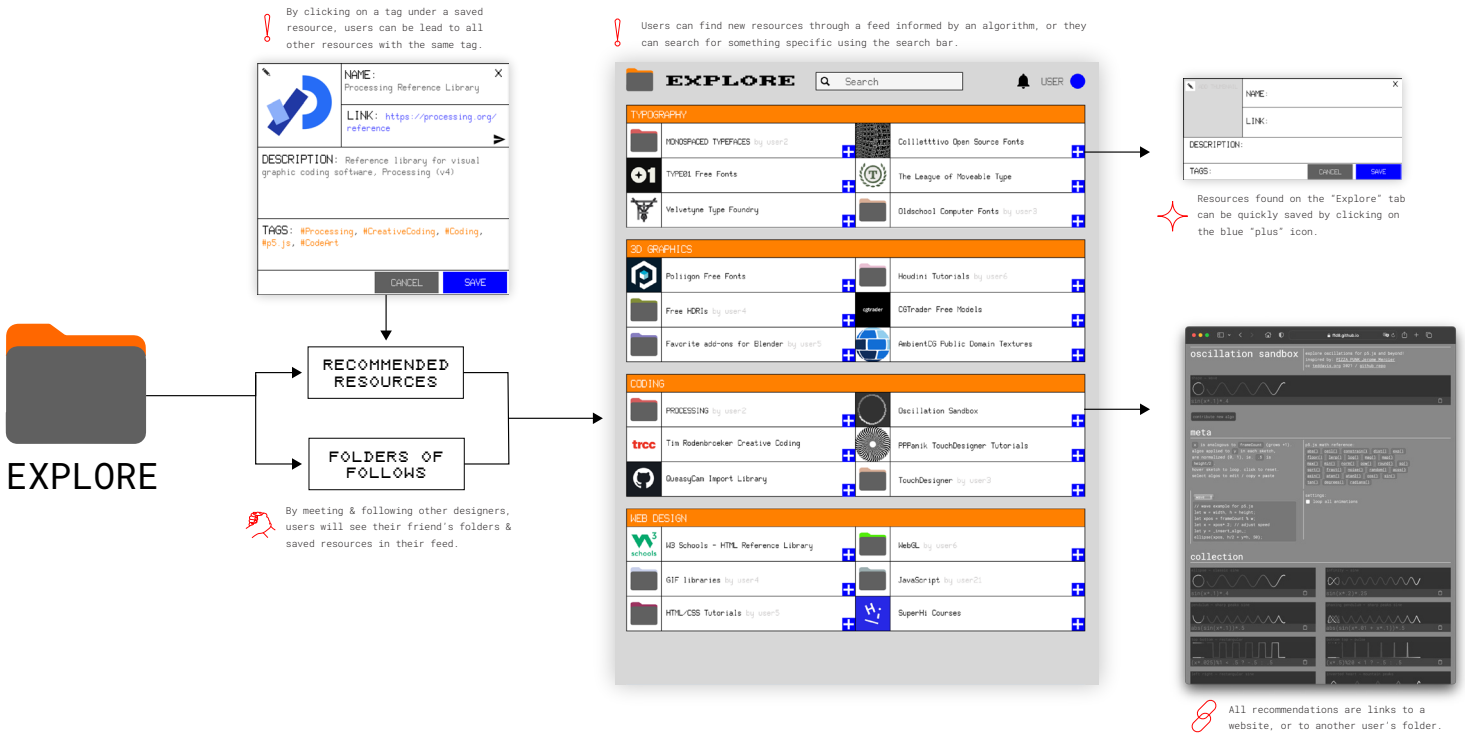 By clicking on a tag under a saved
resource, users can be lead to all
other resources with the same tag.
NAME:
Processing Reference Library
X
LINK: https://processing.org/
reference
DESCRIPTION: Reference library for visual
graphic coding software, Processing (v4)
TAGS: #Processing, #CreativeCoding, #Coding,
#p5.js, #CodeArt
CANCEL
SAVE
EXPLORE
RECOMMENDED
RESOURCES
FOLDERS OF
FOLLOWS
By meeting & following other designers,
users will see their friend's folders &
saved resources in their feed.
Users can find new resources through a feed informed by an algorithm, or they
can search for something specific using the search bar.
EXPLORE
Search
USER
TYPOGRAPHY
MONOSPACED TYPEFACES by user2
Collletttivo Open Source Fonts
TYPE01 Free Fonts
The League of Moveable Type
Velvetyne Type Foundry
Oldschool Computer Fonts by user3
3D GRAPHICS
Poliigon Free Fonts
Houdini Tutorials by user6
Free HDRIs by user4
cgtrader
CGTrader Free Models
Favorite add-ons for Blender by user5
AmbientCG Public Domain Textures
CODING
PROCESSING by user2
Oscillation Sandbox
trcc
Tim Rodenbroeker Creative Coding
PPPanik TouchDesigner Tutorials
QueasyCam Import Library
TouchDesigner by user3
WEB DESIGN
W3
schools
W3 Schools - HTML Reference Library
WebGL by user6
GIF libraries by user4
JavaScript by user21
HTML/CSS Tutorials by user5
Hi
SuperHi Courses
X
NAME:
LINK:
DESCRIPTION:
TAGS:
CANCEL
SAVE
Resources found on the "Explore" tab
can be quickly saved by clicking on
the blue "plus" icon.
oscillation sandbox
meta
collection
All recommendations are links to a
website, or to another user's folder.